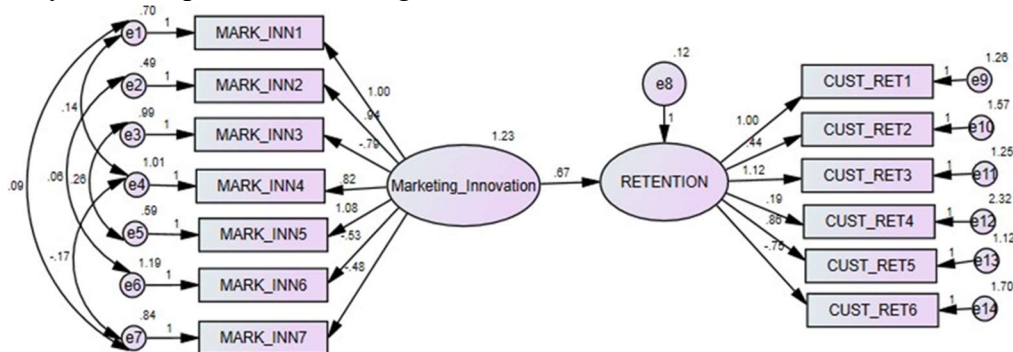 .70
e1 1 MARK_INN1
.49
e2 1 MARK_INN2
.99
e3 1 MARK_INN3
1.01
e4 1 MARK_INN4
.59
e5 1 MARK_INN5
1.19
e6 1 MARK_INN6
.84
e7 1 MARK_INN7
.14
.09
.06
.26
-.17
1.00
.94
-.79
.82
1.08
-.53
-.48
1.23
Marketing_Innovation
.67
.12
e8
1
RETENTION
1.00
.44
1.12
.19
.86
-.75
1.26
CUST_RET1 1 e9
1.57
CUST_RET2 1 e10
1.25
CUST_RET3 1 e11
2.32
CUST_RET4 1 e12
1.12
CUST_RET5 1 e13
1.70
CUST_RET6 1 e14